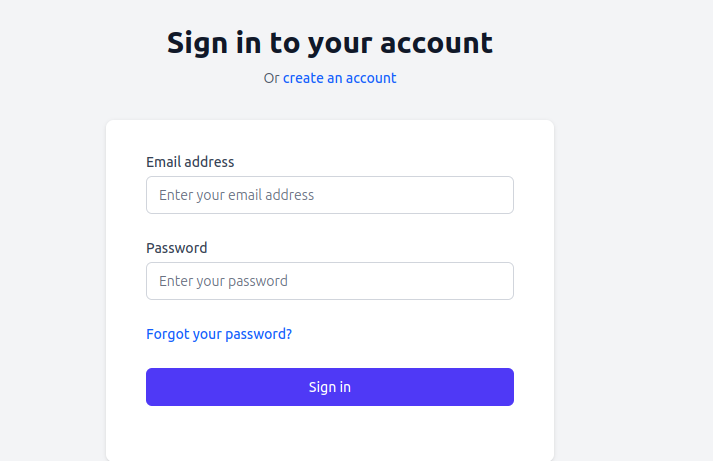 Sign in to your account
Or create an account
Email address
Enter your email address
Password
Enter your password
Forgot your password?
Sign in